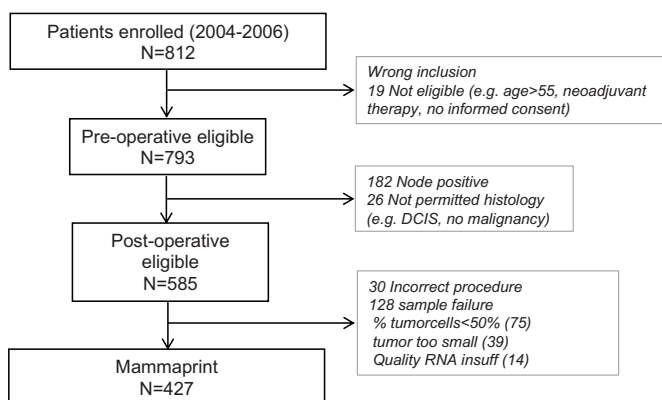 Patients enrolled (2004-2006)
N=812
Wrong inclusion
19 Not eligible (e.g. age>55, neoadjuvant
therapy, no informed consent)
Pre-operative eligible
N=793
182 Node positive
26 Not permitted histology
(e.g. DCIS, no malignancy)
Post-operative
eligible
N=585
30 Incorrect procedure
128 sample failure
% tumorcells<50% (75)
tumor too small (39)
Quality RNA insuff (14)
Mammaprint
N=427